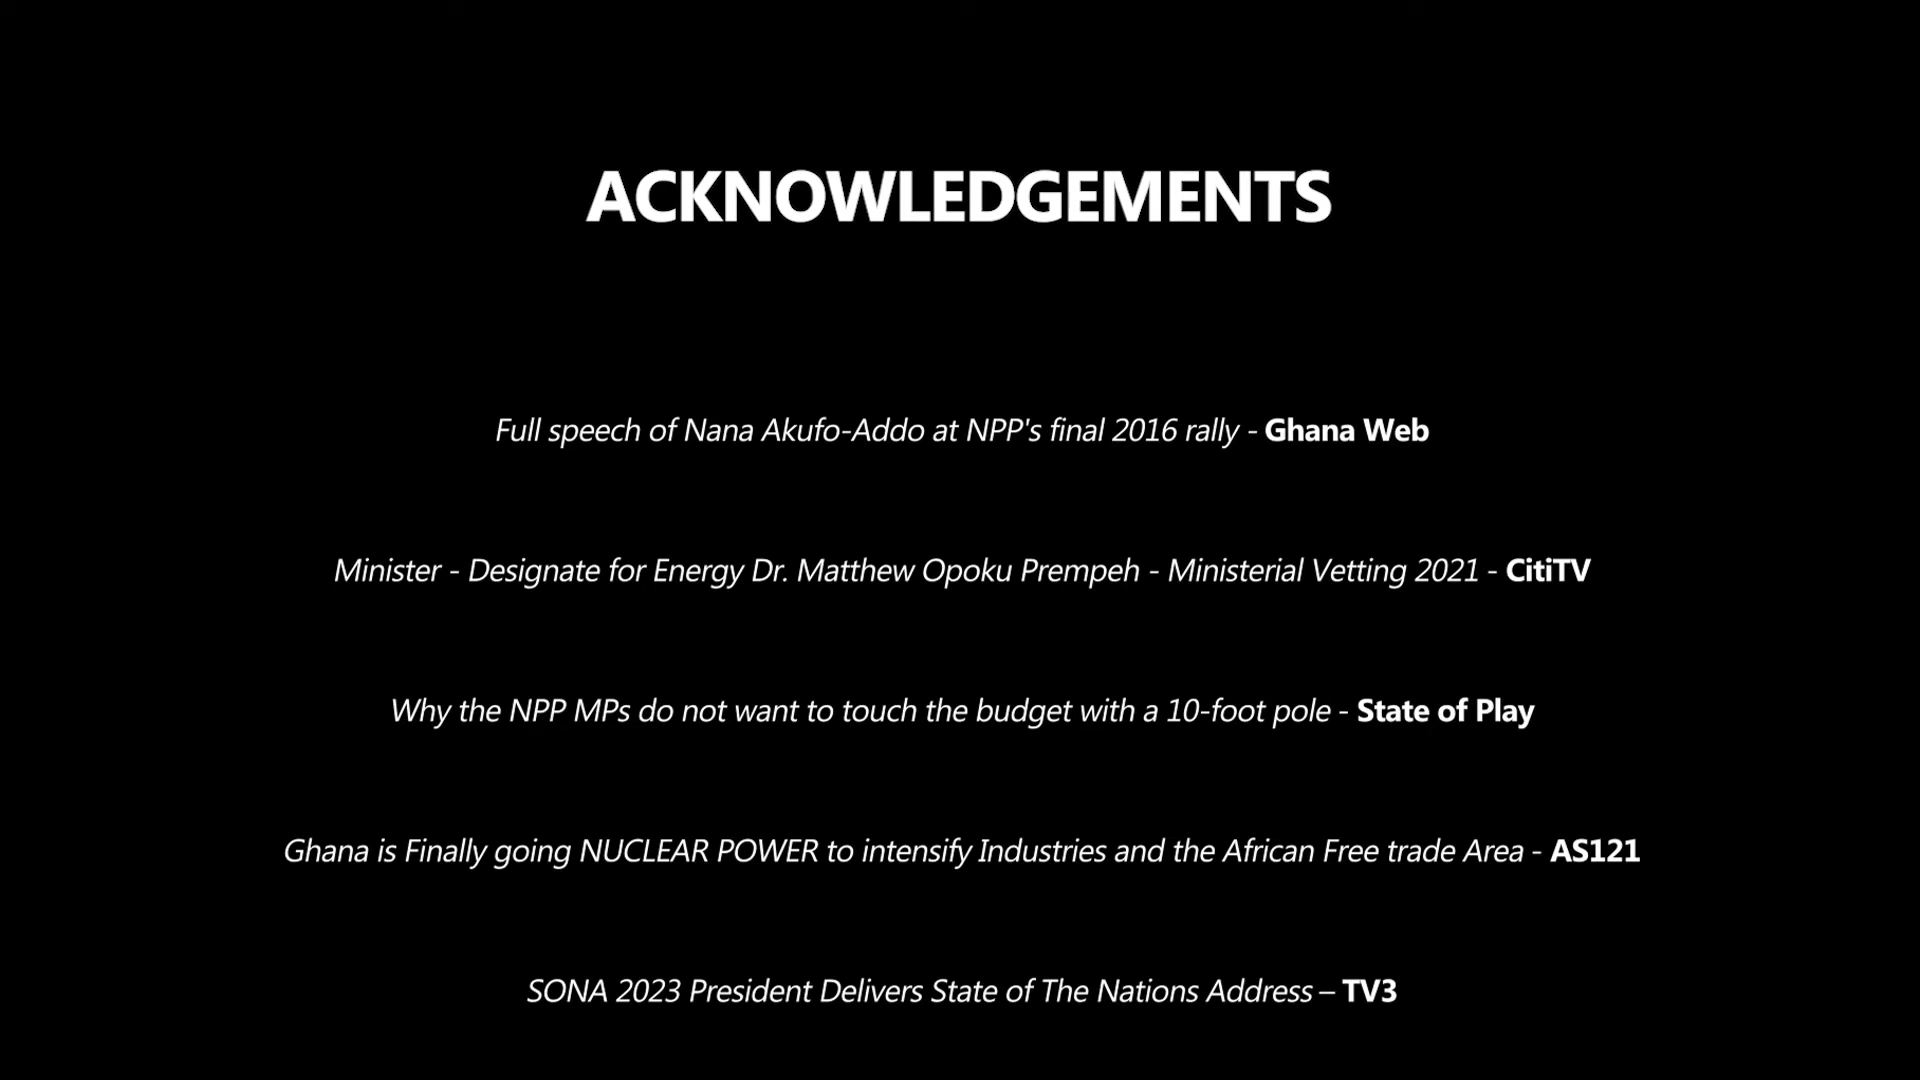 ACKNOWLEDGEMENTS
Full speech of Nana Akufo-Addo at NPP's final 2016 rally - Ghana Web
Minister - Designate for Energy Dr. Matthew Opoku Prempeh - Ministerial Vetting 2021 - CitiTV
Why the NPP MPs do not want to touch the budget with a 10-foot pole - State of Play
Ghana is Finally going NUCLEAR POWER to intensify Industries and the African Free trade Area - AS121
SONA 2023 President Delivers State of The Nations Address – TV3